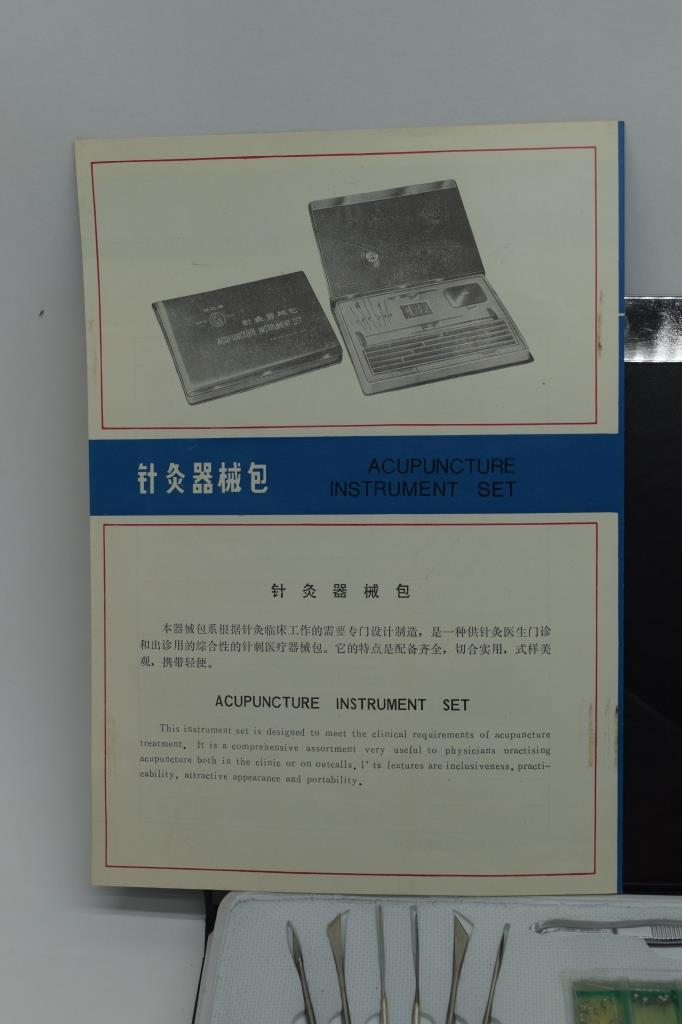 針灸器械包
ACUPUNCTURE INSTRUMENT SET
针灸器械包
ACUPUNCTURE
INSTRUMENT SET
针灸器械包
本器械包系根据针灸临床工作的需要专门设计制造，是一种供针灸医生门诊
和出诊用的综合性的针刺医疗器械包。它的特点是配备齐全，切合实用，式样美
观，携带轻便。
ACUPUNCTURE INSTRUMENT SET
This instrument set is designed to meet the clinical requirements of acupuncture
treatment. It is a comprehensive assortment very useful to physicians practising
acupuncture both in the clinic or on outcalls. I'ts features are inclusiveness, practi-
cability, attractive appearance and portability.